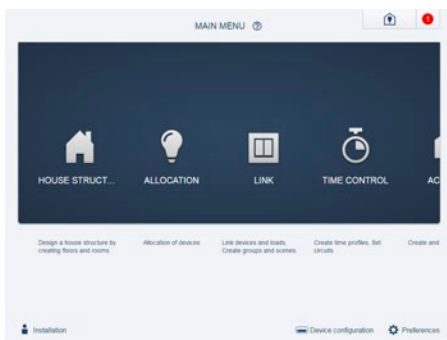 MAIN MENU ?
1
HOUSE STRUCT...
ALLOCATION
LINK
TIME CONTROL
AC
Design a house structure by
creating floors and rooms
Allocation of devices
Link devices and loads,
Create groups and scenes
Create time profiles. Set
circuits
Create and
Installation
Device configuration
Preferences